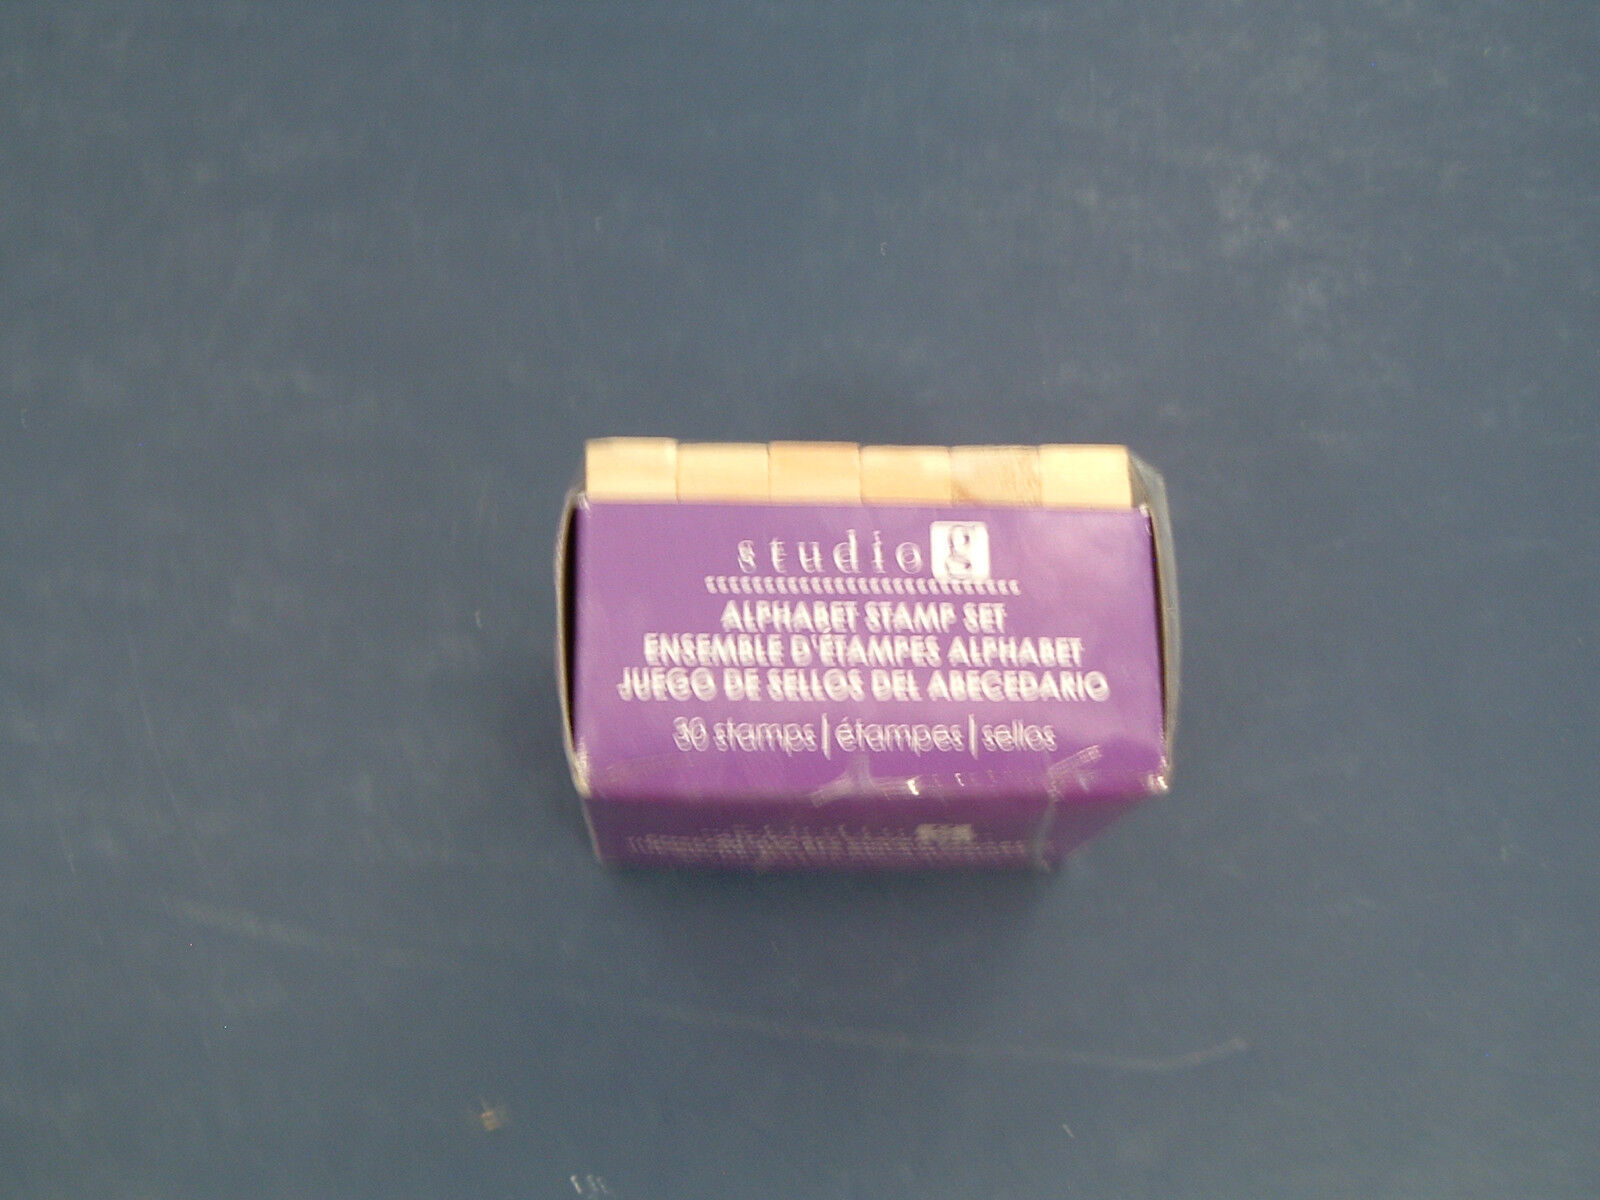 studio g
ALPHABET STAMP SET
ENSEMBLE D'ÉTAMPES ALPHABET
JUEGO DE SELLOS DEL ABECEDARIO
30 stamps | étampes | sellos